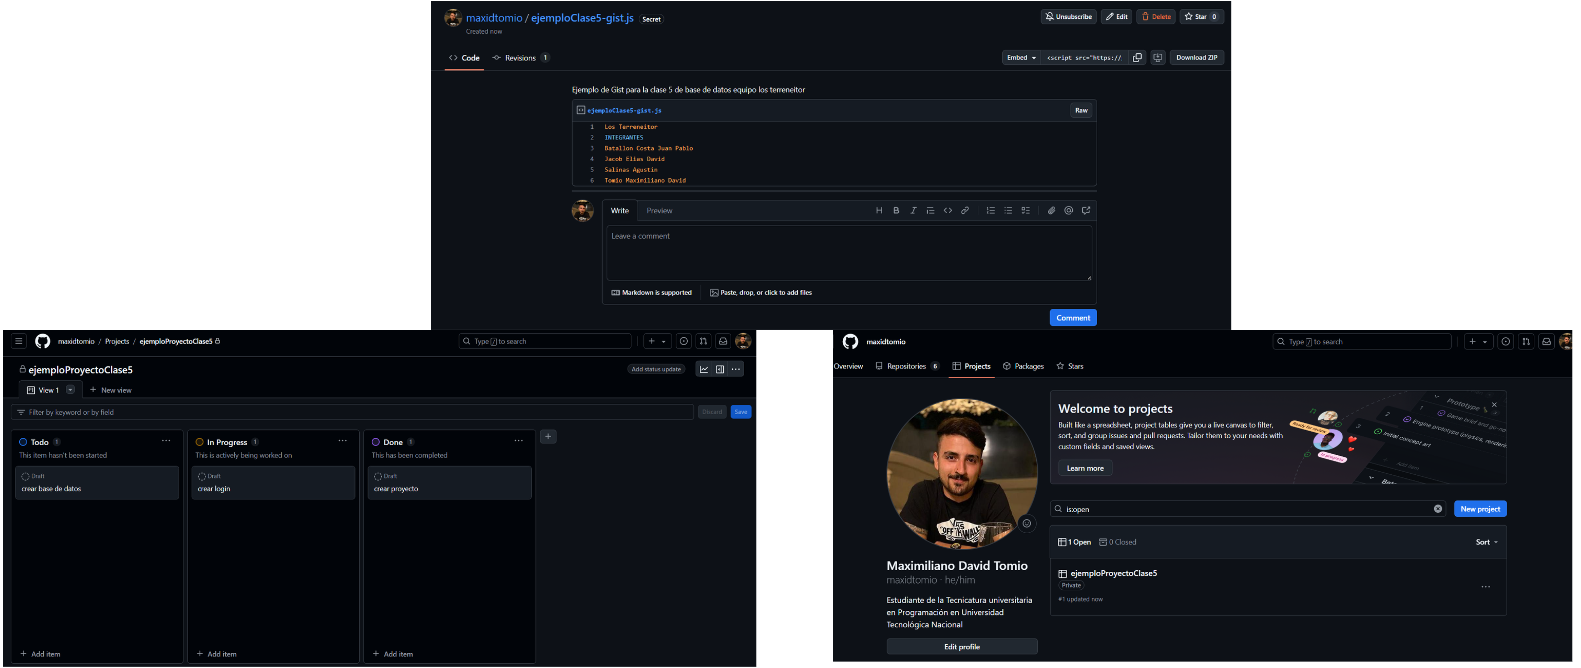 maxidtomio / ejemploClase5-gist.js Secret
Created now
Unsubscribe Edit Delete Star 0
Code Revisions 1
Embed <script src="https:// Download ZIP
Ejemplo de Gist para la clase 5 de base de datos equipo los terreneitor
ejemploClase5-gist.js Raw
1 Los Terreneitor
2 INTEGRANTES
3 Batallon Costa Juan Pablo
4 Jacob Elias David
5 Salinas Agustin
6 Tomio Maximiliano David
Write Preview
Leave a comment
Markdown is supported Paste, drop, or click to add files
Comment
maxidtomio / Projects / ejemploProyectoClase5
Type / to search
ejemploProyectoClase5
Add status update
View 1 New view
Filter by keyword or by field
Discard Save
Todo 1
This item hasn't been started
Draft
crear base de datos
Add item
In Progress 1
This is actively being worked on
Draft
crear login
Add item
Done 1
This has been completed
Draft
crear proyecto
Add item
maxidtomio
Type / to search
Overview Repositories 6 Projects Packages Stars
VANS
"OFF THE WALL"
Maximiliano David Tomio
maxidtomio · he/him
Estudiante de la Tecnicatura universitaria
en Programación en Universidad
Tecnológica Nacional
Edit profile
Welcome to projects
Built like a spreadsheet, project tables give you a live canvas to filter,
sort, and group issues and pull requests. Tailor them to your needs with
custom fields and saved views.
Learn more
Prototype
Initial concept art
is:open
New project
1 Open 0 Closed
Sort
ejemploProyectoClase5
Private
#1 updated now